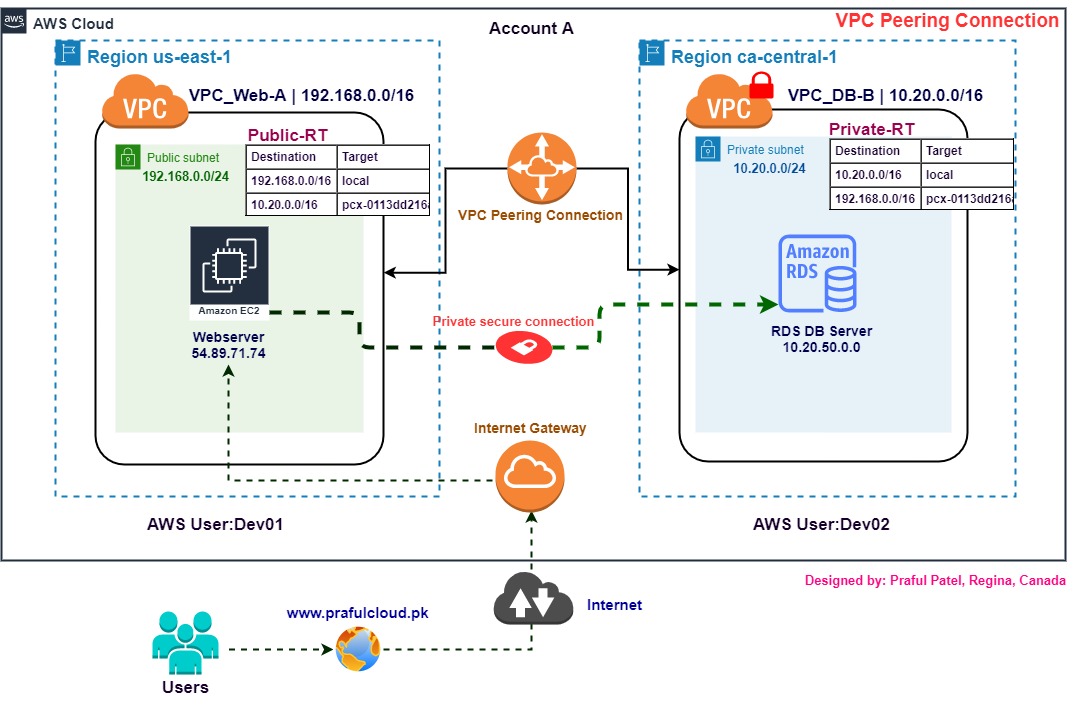 aws
AWS Cloud
Account A
VPC Peering Connection
Region us-east-1
Region ca-central-1
VPC
VPC_Web-A | 192.168.0.0/16
VPC
VPC_DB-B | 10.20.0.0/16
Public-RT
Public subnet
192.168.0.0/24
Destination Target
192.168.0.0/16 local
10.20.0.0/16 pcx-0113dd216
Private-RT
Private subnet
10.20.0.0/24
Destination Target
10.20.0.0/16 local
192.168.0.0/16 pcx-0113dd216
VPC Peering Connection
Amazon EC2
Webserver
54.89.71.74
Private secure connection
Amazon
RDS
RDS DB Server
10.20.50.0.0
Internet Gateway
AWS User:Dev01
AWS User:Dev02
Designed by: Praful Patel, Regina, Canada
Internet
www.prafulcloud.pk
Users